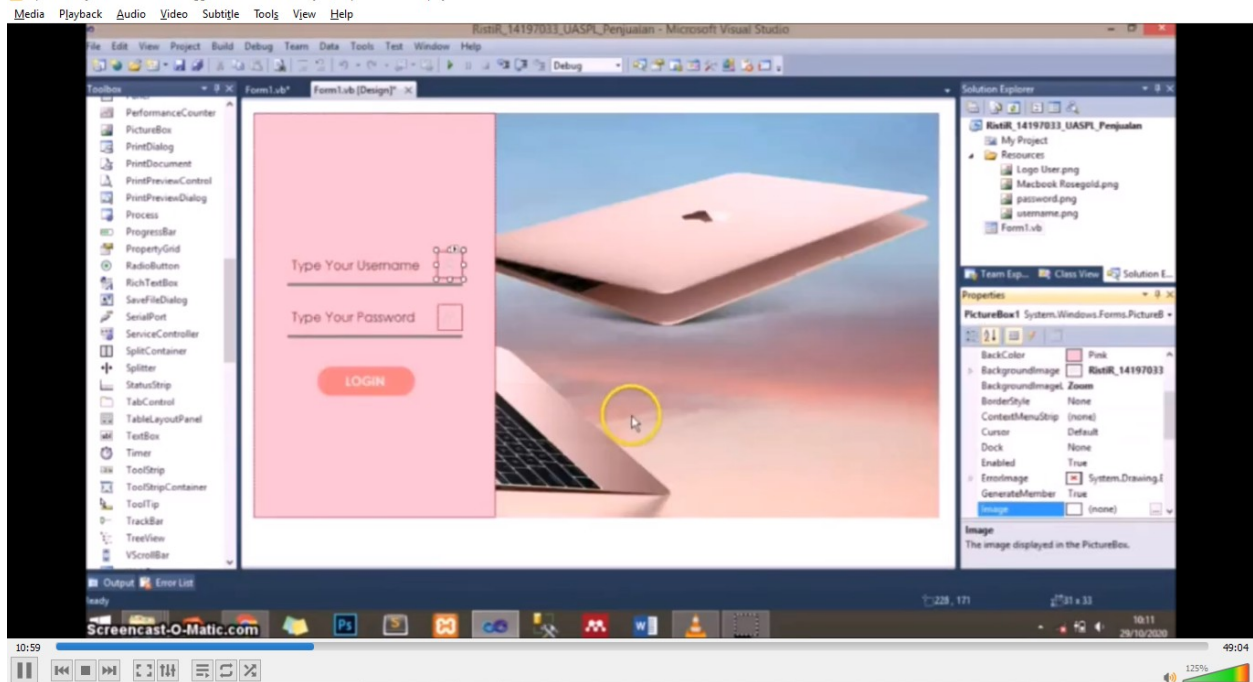 Media Playback Audio Video Subtitle Tools View Help
RistiR_14197033_UASPL_Penjualan - Microsoft Visual Studio
File Edit View Project Build Debug Team Data Tools Test Window Help
Debug
Toolbox
Form1.vb*
Form1.vb [Design]*
Solution Explorer
PerformanceCounter
PictureBox
PrintDialog
PrintDocument
PrintPreviewControl
PrintPreviewDialog
Process
ProgressBar
PropertyGrid
RadioButton
RichTextBox
SaveFileDialog
SerialPort
ServiceController
SplitContainer
Splitter
StatusStrip
TabControl
TableLayoutPanel
TextBox
Timer
ToolStrip
ToolStripContainer
ToolTip
TrackBar
TreeView
VScrollBar
Type Your Username
Type Your Password
LOGIN
RistiR_14197033_UASPL_Penjualan
My Project
Resources
Logo User.png
Macbook Rosegold.png
password.png
username.png
Form1.vb
Team Exp... Class View Solution E...
Properties
PictureBox1 System.Windows.Forms.PictureB
BackColor Pink
BackgroundImage RistiR_14197033
BackgroundImageL Zoom
BorderStyle None
ContextMenuStrip (none)
Cursor Default
Dock None
Enabled True
ErrorImage System.Drawing.E
GenerateMember True
Image (none)
Image
The image displayed in the PictureBox.
Output Error List
228, 171 31 x 33
Screencast-O-Matic.com
Ps
10:11
29/10/2020
10:59
49:04
125%